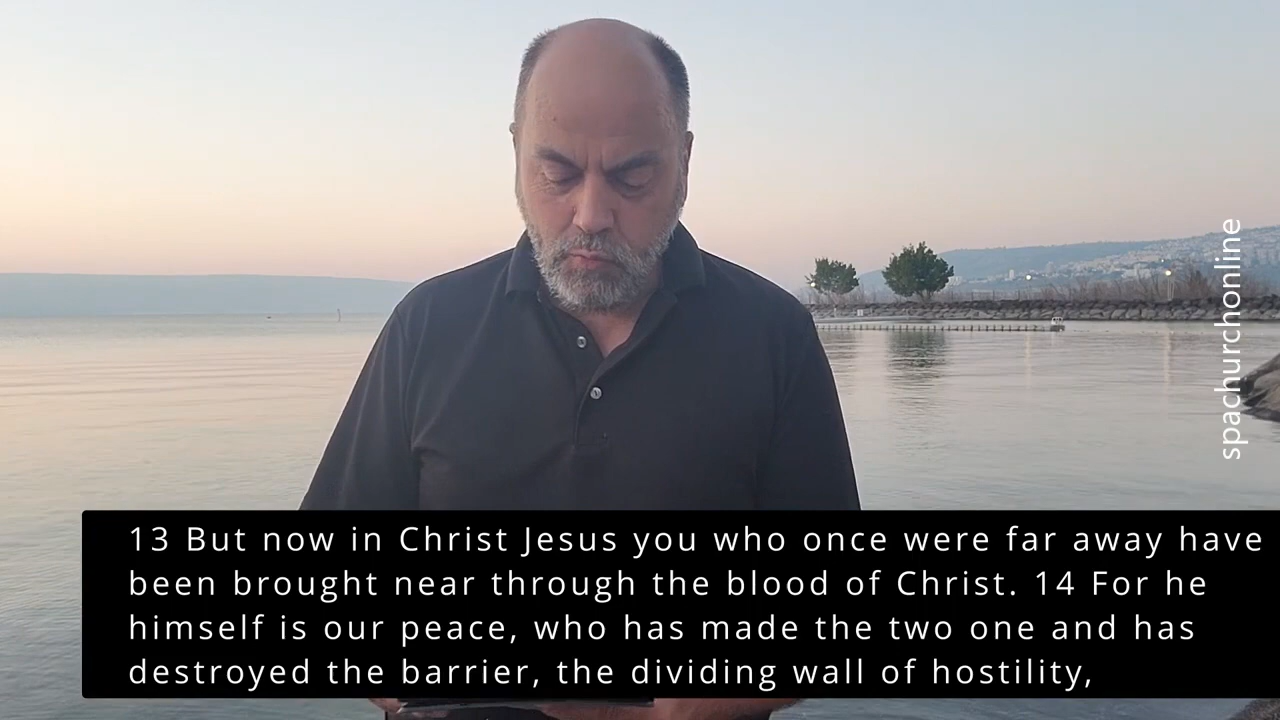 13 But now in Christ Jesus you who once were far away have
been brought near through the blood of Christ. 14 For he
himself is our peace, who has made the two one and has
destroyed the barrier, the dividing wall of hostility,
spachurchonline